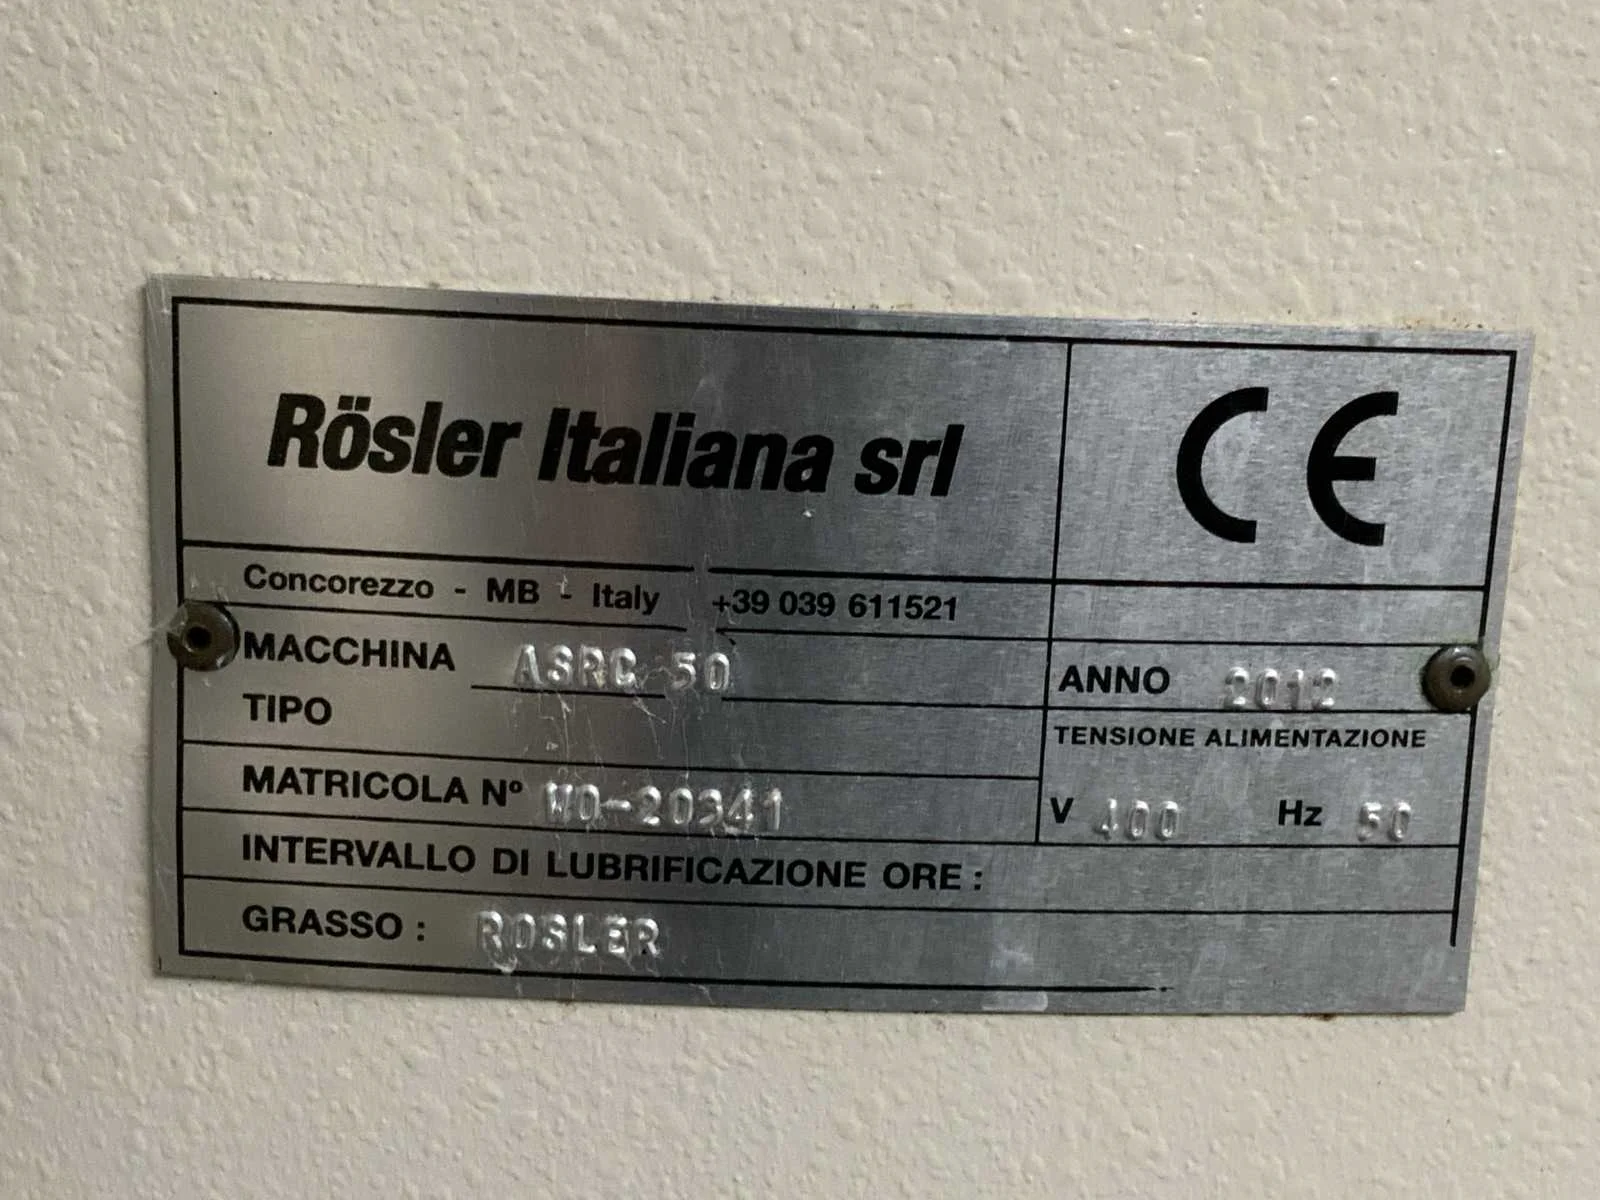 Rösler Italiana srl
CE
Concorezzo - MB - Italy +39 039 611521
MACCHINA ASRC 50
ANNO 2012
TIPO
TENSIONE ALIMENTAZIONE
MATRICOLA Nº WO-20341
V 400 Hz 50
INTERVALLO DI LUBRIFICAZIONE ORE :
GRASSO : ROSLER